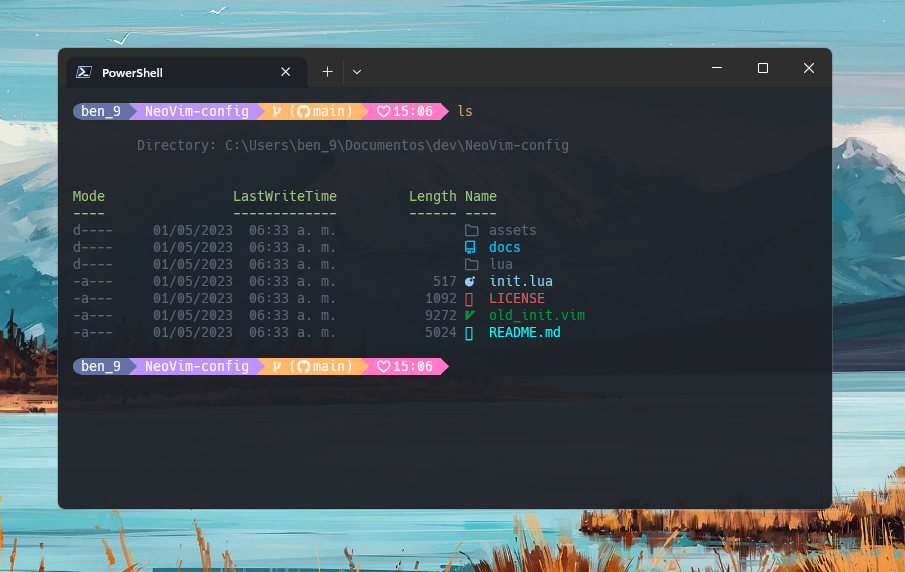 PowerShell
ben_9 NeoVim-config (main) 15:06 ls
Directory: C:\Users\ben_9\Documentos\dev\NeoVim-config
Mode LastWriteTime Length Name
---- ------------- ------ ----
d---- 01/05/2023 06:33 a. m. assets
d---- 01/05/2023 06:33 a. m. docs
d---- 01/05/2023 06:33 a. m. lua
-a--- 01/05/2023 06:33 a. m. 517 init.lua
-a--- 01/05/2023 06:33 a. m. 1092 LICENSE
-a--- 01/05/2023 06:33 a. m. 9272 old_init.vim
-a--- 01/05/2023 06:33 a. m. 5024 README.md
ben_9 NeoVim-config (main) 15:06